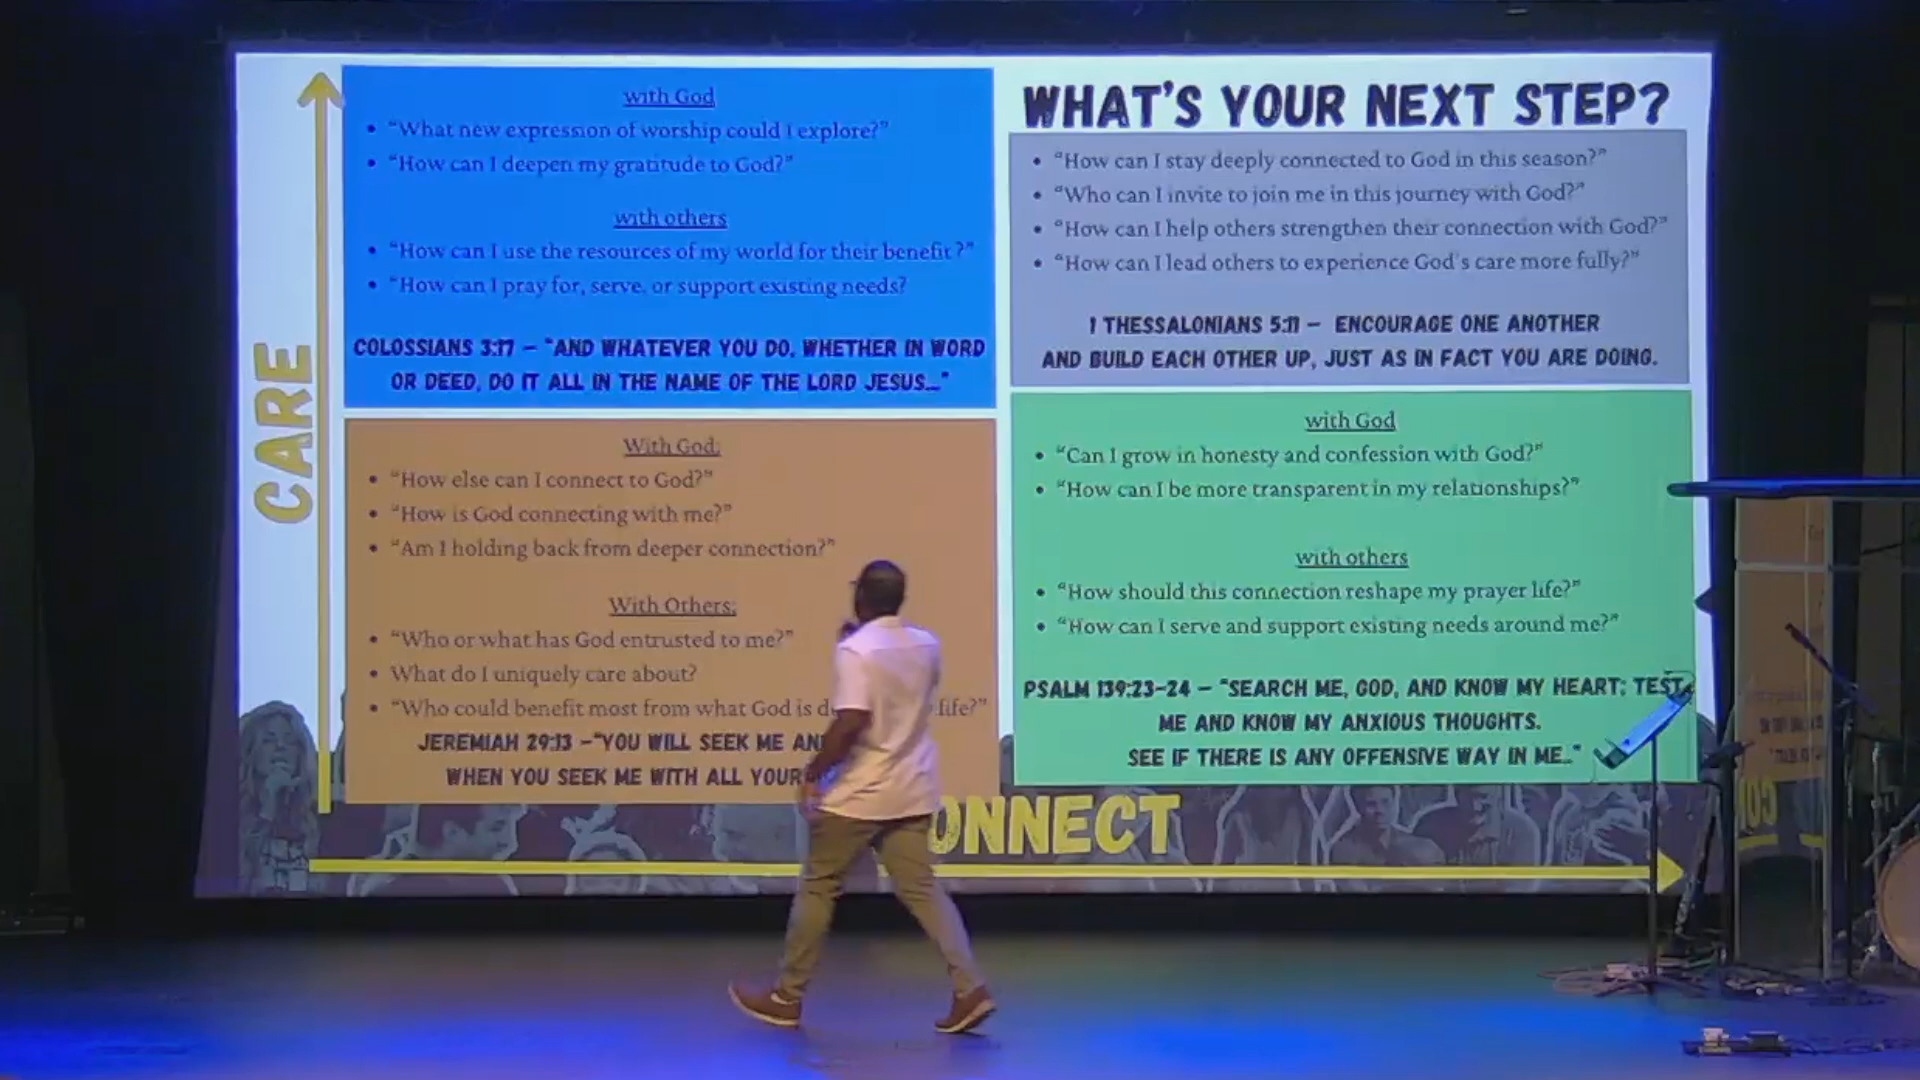 WHAT'S YOUR NEXT STEP?
with God
• "What new expression of worship could I explore?"
• "How can I deepen my gratitude to God?"
with others
• "How can I use the resources of my world for their benefit?"
• "How can I pray for, serve, or support existing needs?
COLOSSIANS 3:17 – "AND WHATEVER YOU DO, WHETHER IN WORD
OR DEED, DO IT ALL IN THE NAME OF THE LORD JESUS..."
• "How can I stay deeply connected to God in this season?"
• "Who can I invite to join me in this journey with God?"
• "How can I help others strengthen their connection with God?"
• "How can I lead others to experience God's care more fully?"
1 THESSALONIANS 5:11 – ENCOURAGE ONE ANOTHER
AND BUILD EACH OTHER UP, JUST AS IN FACT YOU ARE DOING.
CARE
With God:
• "How else can I connect to God?"
• "How is God connecting with me?"
• "Am I holding back from deeper connection?"
With Others:
• "Who or what has God entrusted to me?"
• What do I uniquely care about?
• "Who could benefit most from what God is life?"
JEREMIAH 29:13 –"YOU WILL SEEK ME
WHEN YOU SEEK ME WITH ALL YOUR
with God
• "Can I grow in honesty and confession with God?"
• "How can I be more transparent in my relationships?"
with others
• "How should this connection reshape my prayer life?"
• "How can I serve and support existing needs around me?"
PSALM 139:23-24 – "SEARCH ME, GOD, AND KNOW MY HEART; TEST
ME AND KNOW MY ANXIOUS THOUGHTS.
SEE IF THERE IS ANY OFFENSIVE WAY IN ME.."
ONNECT